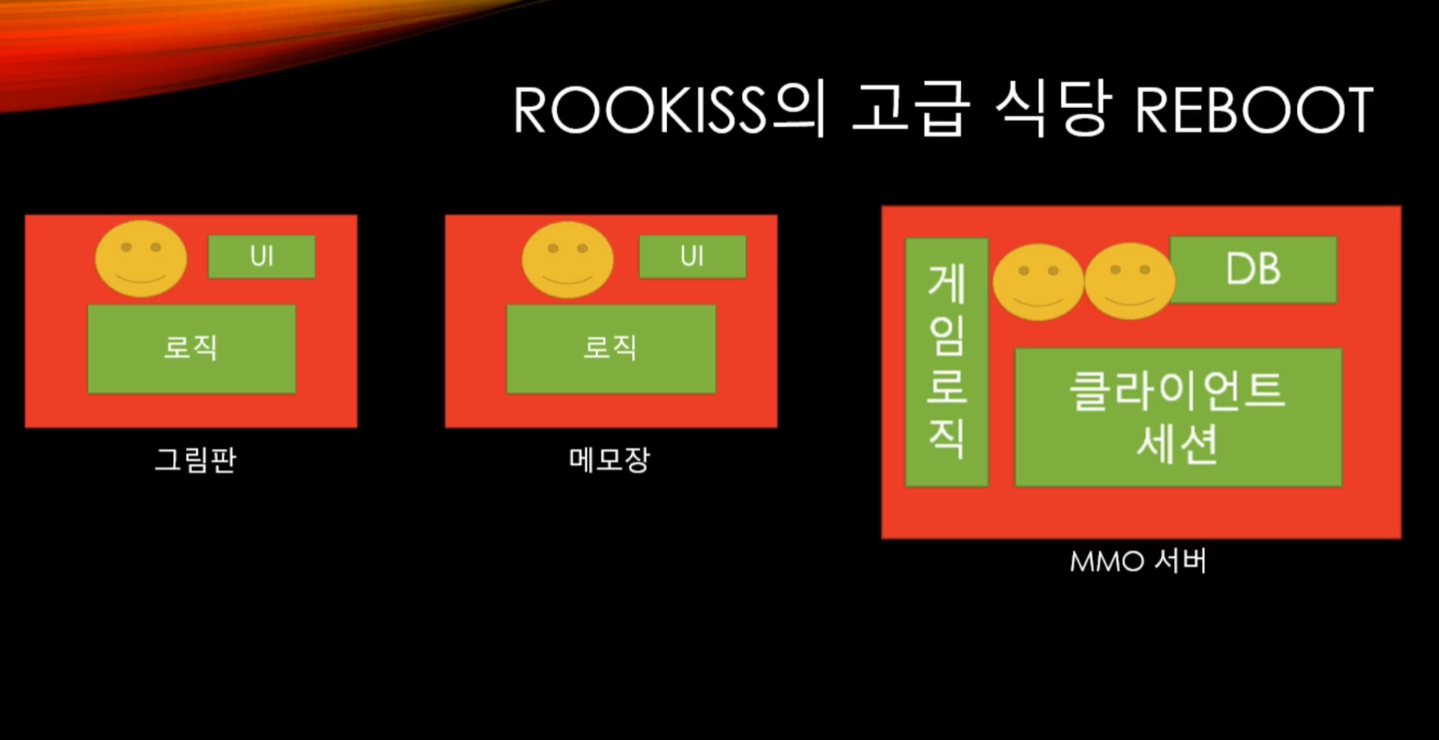 ROOKISS의 고급 식당 REBOOT
UI
로직
그림판
UI
로직
메모장
게
임
로
직
DB
클라이언트
세션
MMO 서버